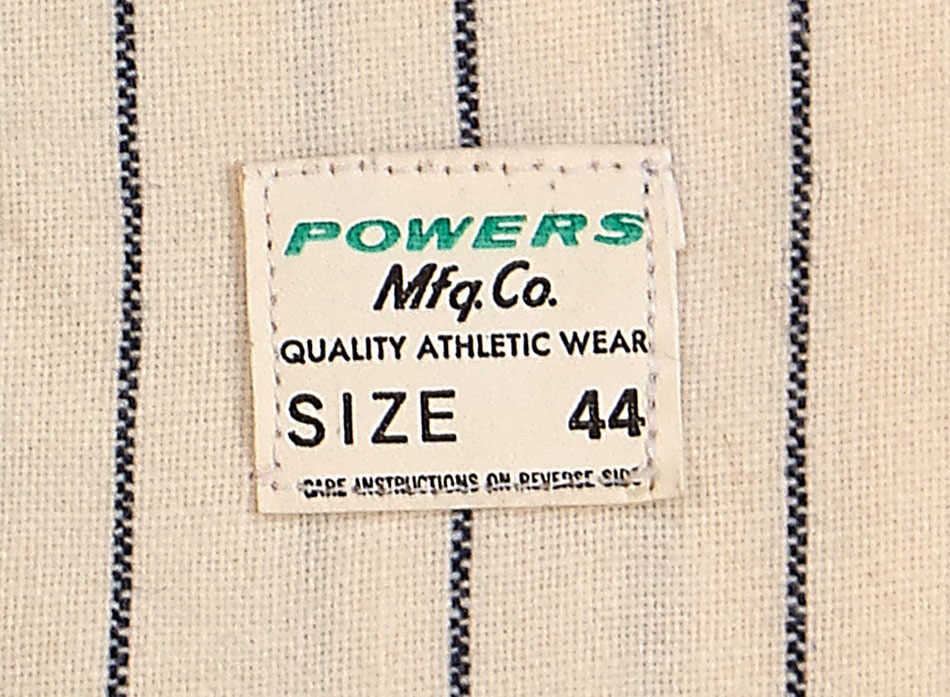 POWERS
Mfg. Co.
QUALITY ATHLETIC WEAR
SIZE 44
CARE INSTRUCTIONS ON REVERSE SIDE